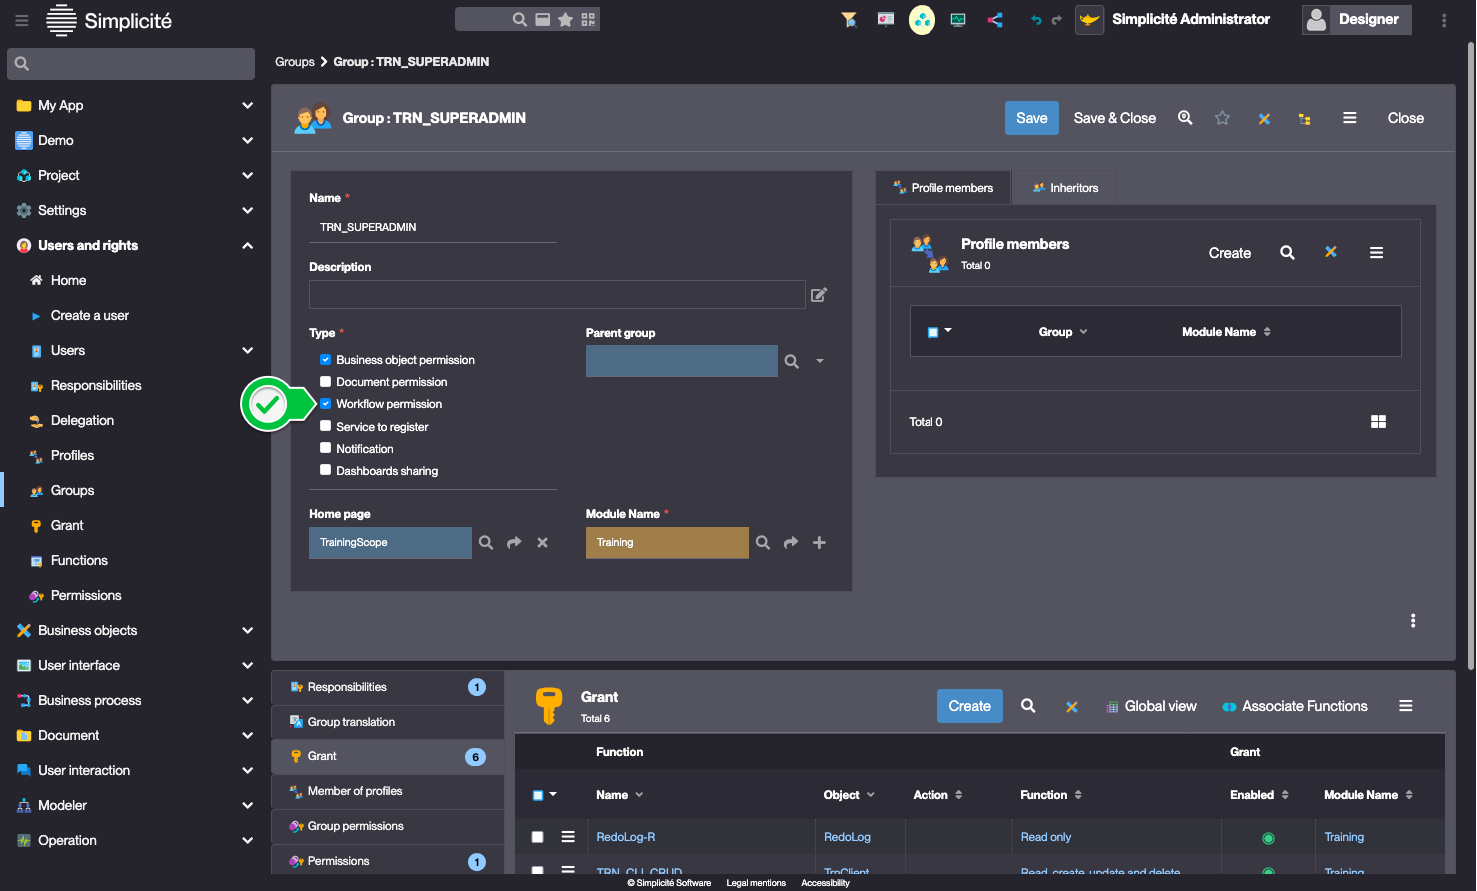 Simplicité
Simplicité Administrator
Designer
Groups
Group : TRN_SUPERADMIN
My App
Demo
Project
Settings
Users and rights
Home
Create a user
Users
Responsibilities
Delegation
Profiles
Groups
Grant
Functions
Permissions
Business objects
User interface
Business process
Document
User interaction
Modeler
Operation
Group : TRN_SUPERADMIN
Save
Save & Close
Close
Name *
TRN_SUPERADMIN
Description
Type *
Business object permission
Document permission
Workflow permission
Service to register
Notification
Dashboards sharing
Parent group
Home page
TrainingScope
Module Name *
Training
Profile members
Inheritors
Profile members
Total 0
Create
Group
Module Name
Total 0
Responsibilities 1
Group translation
Grant 6
Member of profiles
Group permissions
Permissions 1
Grant
Total 6
Create
Global view
Associate Functions
Function
Grant
Name
Object
Action
Function
Enabled
Module Name
RedoLog-R
RedoLog
Read only
Training
TRN_CLI_CRUD
TrnClient
Read, create, update and delete
Training
© Simplicité Software
Legal mentions
Accessibility